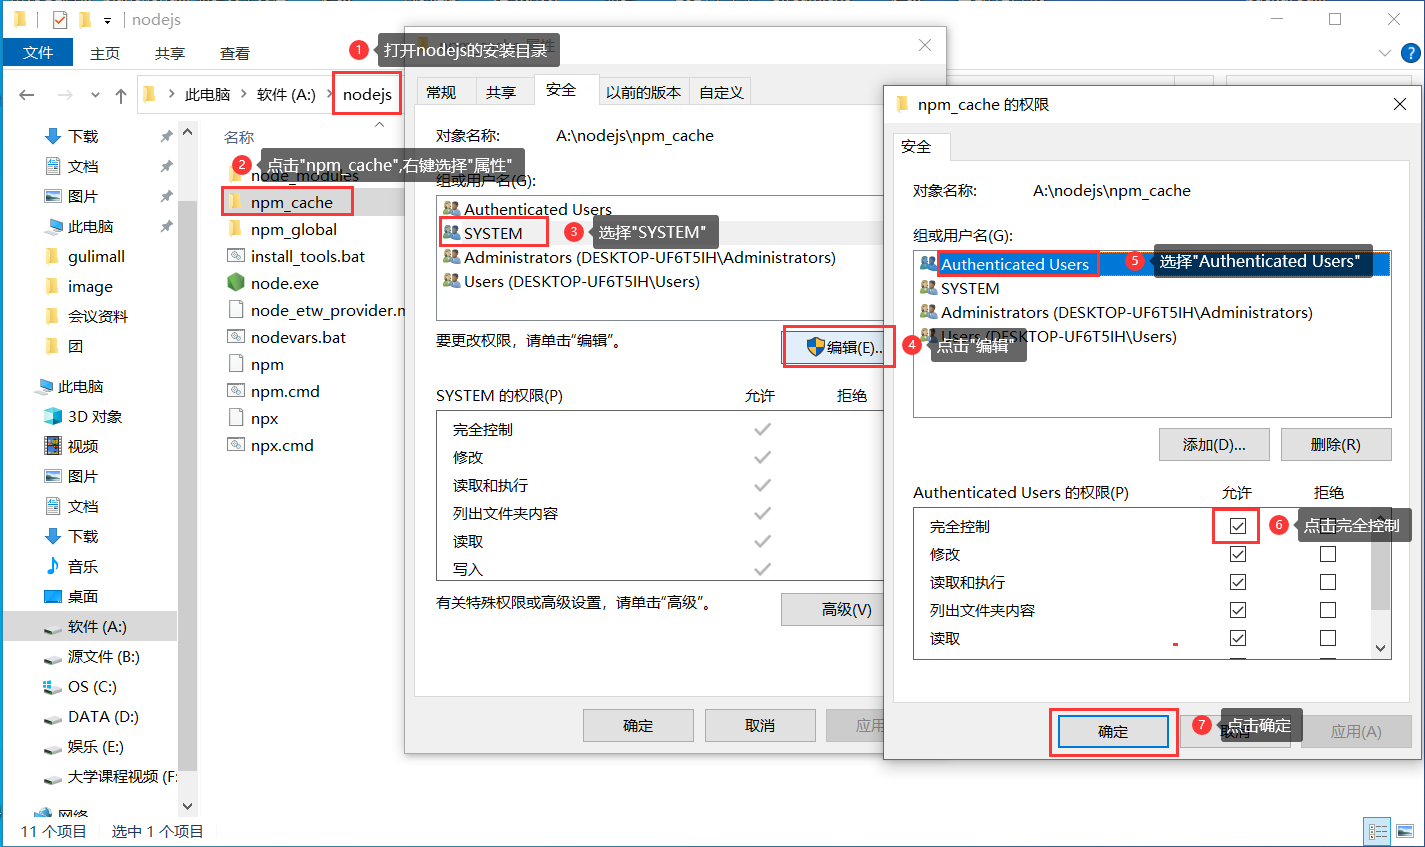 nodejs
文件
主页
共享
查看
1
打开nodejs的安装目录
此电脑
软件 (A:)
nodejs
下载
文档
图片
此电脑
gulimall
image
会议资料
团
此电脑
3D 对象
视频
图片
文档
下载
音乐
桌面
软件 (A:)
源文件 (B:)
OS (C:)
DATA (D:)
娱乐 (E:)
大学课程视频 (F:
网络
11 个项目
选中 1 个项目
名称
2
点击"npm_cache",右键选择"属性"
node_modules
npm_cache
npm_global
install_tools.bat
node.exe
node_etw_provider.m
nodevars.bat
npm
npm.cmd
npx
npx.cmd
常规
共享
安全
以前的版本
自定义
对象名称:
A:\nodejs\npm_cache
组或用户名(G):
Authenticated Users
SYSTEM
3
选择"SYSTEM"
Administrators (DESKTOP-UF6T5IH\Administrators)
Users (DESKTOP-UF6T5IH\Users)
要更改权限，请单击“编辑”。
编辑(E)...
4
点击"编辑"
SYSTEM 的权限(P)
允许
拒绝
完全控制
修改
读取和执行
列出文件夹内容
读取
写入
有关特殊权限或高级设置，请单击“高级”。
高级(V)
确定
取消
应用
npm_cache 的权限
安全
对象名称:
A:\nodejs\npm_cache
组或用户名(G):
Authenticated Users
5
选择"Authenticated Users"
SYSTEM
Administrators (DESKTOP-UF6T5IH\Administrators)
Users (DESKTOP-UF6T5IH\Users)
添加(D)...
删除(R)
Authenticated Users 的权限(P)
允许
拒绝
完全控制
6
点击完全控制
修改
读取和执行
列出文件夹内容
读取
确定
7
点击确定
取消
应用(A)